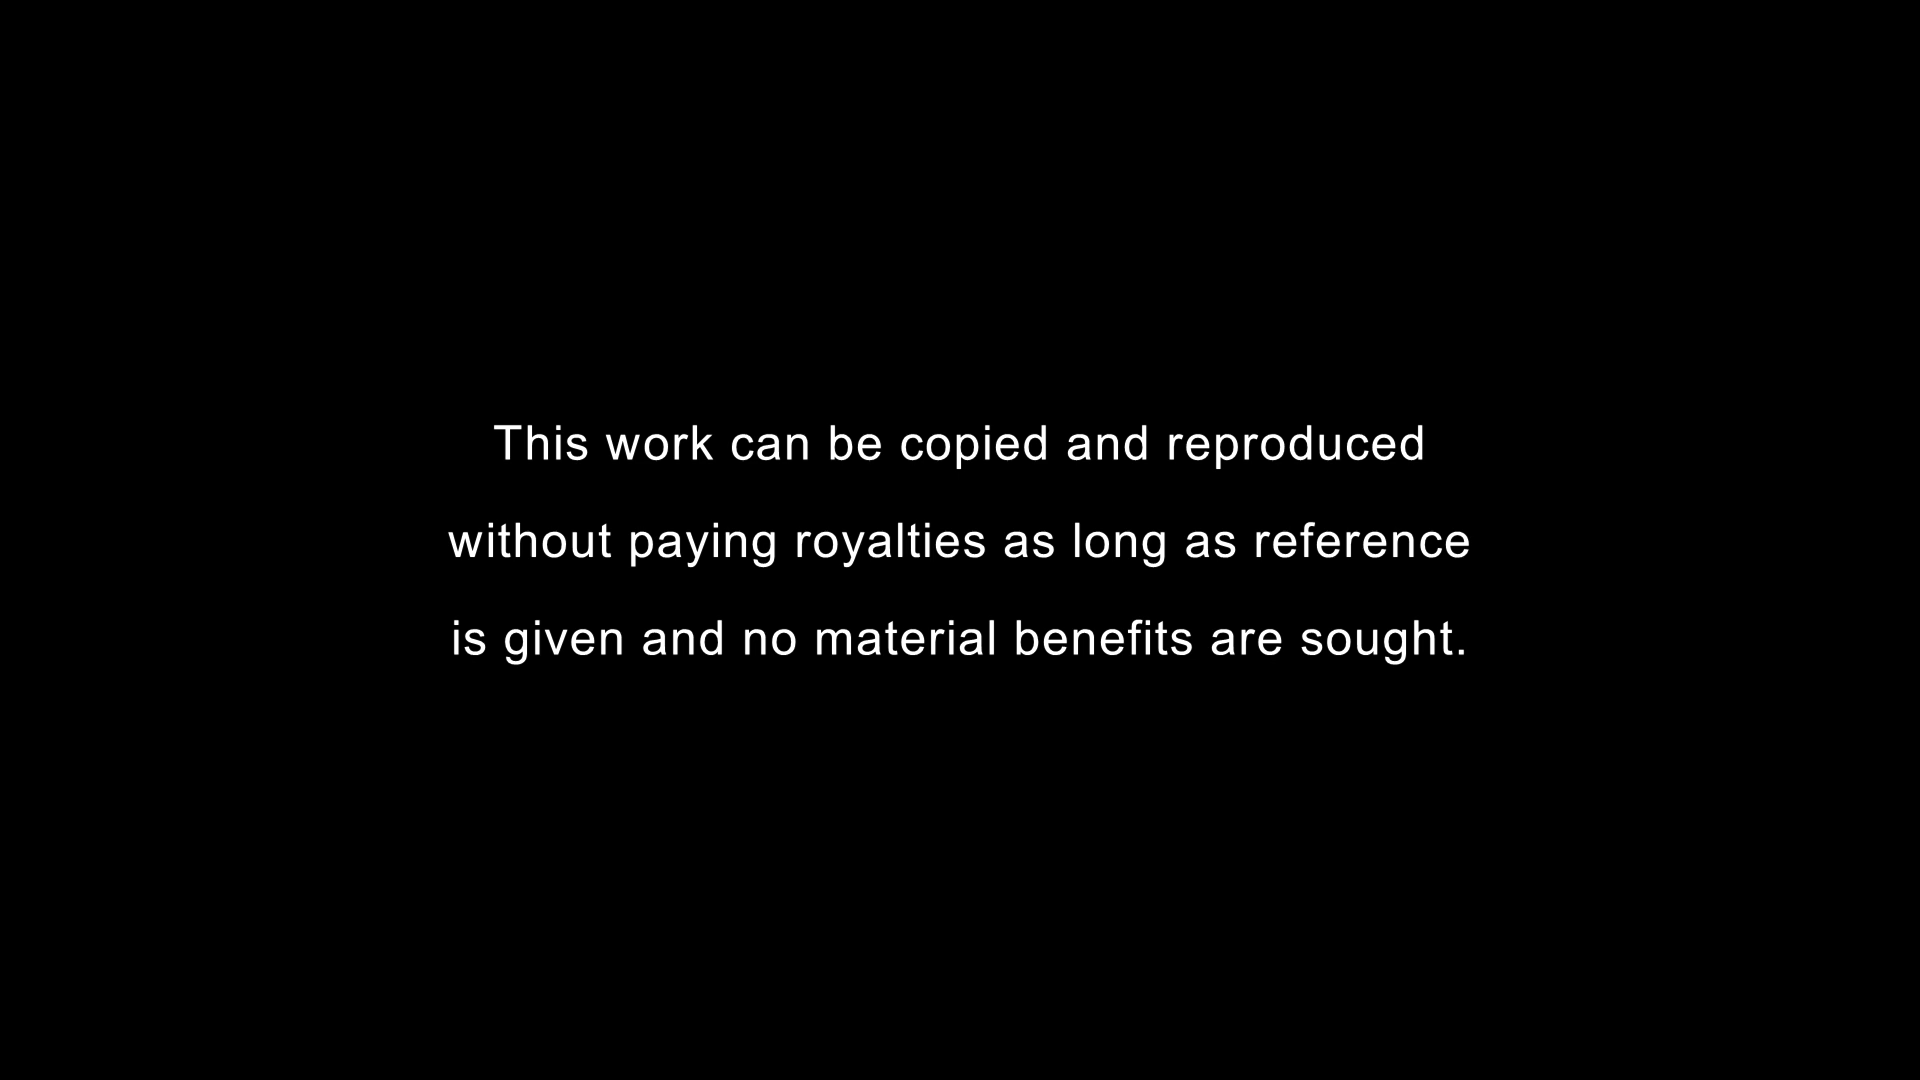 This work can be copied and reproduced
without paying royalties as long as reference
is given and no material benefits are sought.